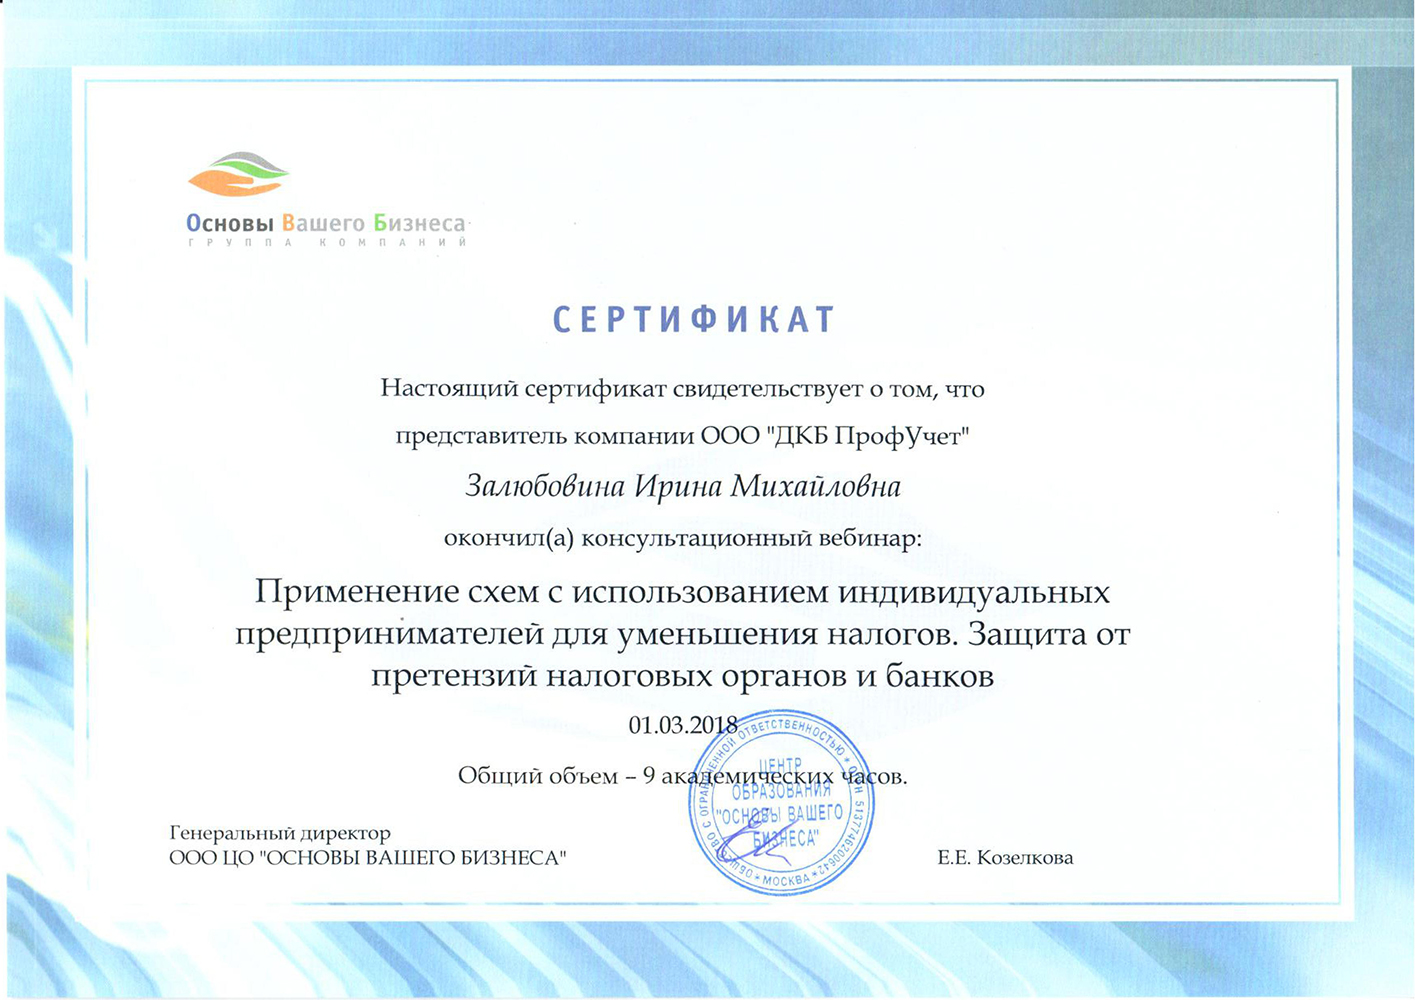 Основы Вашего Бизнеса
ГРУППА КОМПАНИЙ
СЕРТИФИКАТ
Настоящий сертификат свидетельствует о том, что
представитель компании ООО "ДКБ ПрофУчет"
Залюбовина Ирина Михайловна
окончил(а) консультационный вебинар:
Применение схем с использованием индивидуальных
предпринимателей для уменьшения налогов. Защита от
претензий налоговых органов и банков
01.03.2018
Общий объем – 9 академических часов.
Генеральный директор
ООО ЦО "ОСНОВЫ ВАШЕГО БИЗНЕСА"
Е.Е. Козелкова
ЦЕНТР
ОБРАЗОВАНИЯ
"ОСНОВЫ ВАШЕГО
БИЗНЕСА"
С ОГРАНИЧЕННОЙ ОТВЕТСТВЕННОСТЬЮ * ОГРН 5137746200642 * МОСКВА *